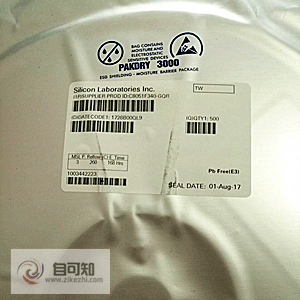 BAG CONTAINS
MOISTURE AND
ELECTROSTATIC
SENSITIVE DEVICES
PAKDRY 3000
ESD SHIELDING - MOISTURE BARRIER PACKAGE
Silicon Laboratories Inc.
TW
(1P)SUPPLIER PROD ID:C8051F340-GQR
(Q)QTY1: 500
MSL P. Reflow(C) E. Time
3 260 168 Hrs
Pb Free(E3)
1003442223
SEAL DATE: 01-Aug-17
自可知
www.zikezhi.com